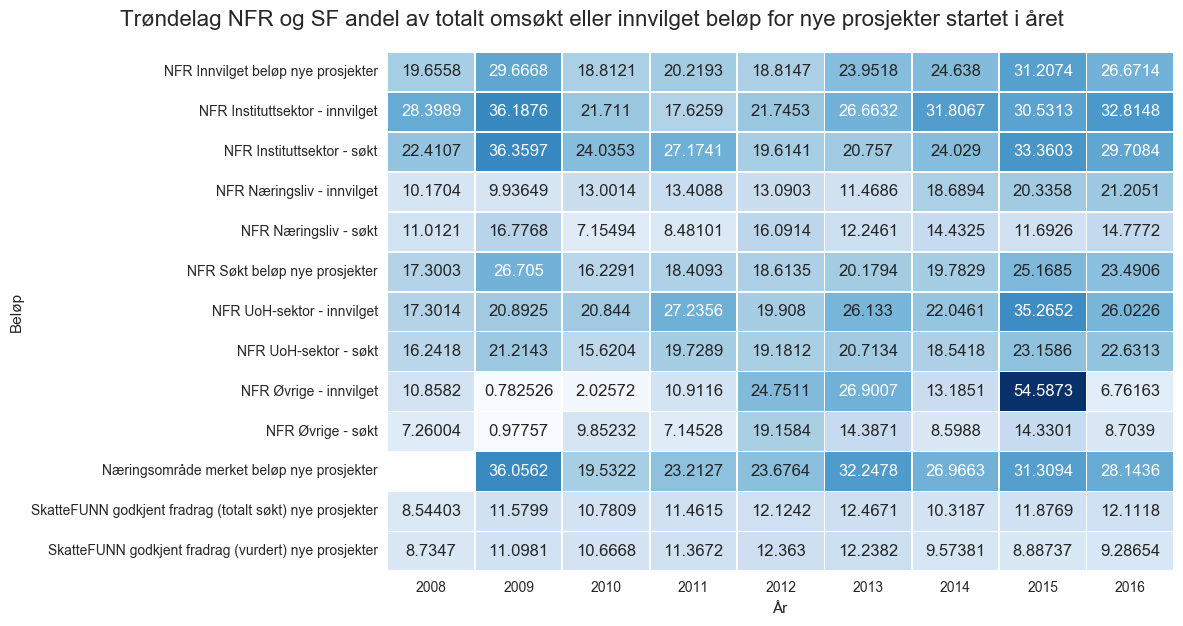 Trøndelag NFR og SF andel av totalt omsøkt eller innvilget beløp for nye prosjekter startet i året
NFR Innvilget beløp nye prosjekter 19.6558 29.6668 18.8121 20.2193 18.8147 23.9518 24.638 31.2074 26.6714
NFR Instituttsektor - innvilget 28.3989 36.1876 21.711 17.6259 21.7453 26.6632 31.8067 30.5313 32.8148
NFR Instituttsektor - søkt 22.4107 36.3597 24.0353 27.1741 19.6141 20.757 24.029 33.3603 29.7084
NFR Næringsliv - innvilget 10.1704 9.93649 13.0014 13.4088 13.0903 11.4686 18.6894 20.3358 21.2051
NFR Næringsliv - søkt 11.0121 16.7768 7.15494 8.48101 16.0914 12.2461 14.4325 11.6926 14.7772
NFR Søkt beløp nye prosjekter 17.3003 26.705 16.2291 18.4093 18.6135 20.1794 19.7829 25.1685 23.4906
NFR UoH-sektor - innvilget 17.3014 20.8925 20.844 27.2356 19.908 26.133 22.0461 35.2652 26.0226
NFR UoH-sektor - søkt 16.2418 21.2143 15.6204 19.7289 19.1812 20.7134 18.5418 23.1586 22.6313
NFR Øvrige - innvilget 10.8582 0.782526 2.02572 10.9116 24.7511 26.9007 13.1851 54.5873 6.76163
NFR Øvrige - søkt 7.26004 0.97757 9.85232 7.14528 19.1584 14.3871 8.5988 14.3301 8.7039
Næringsområde merket beløp nye prosjekter 36.0562 19.5322 23.2127 23.6764 32.2478 26.9663 31.3094 28.1436
SkatteFUNN godkjent fradrag (totalt søkt) nye prosjekter 8.54403 11.5799 10.7809 11.4615 12.1242 12.4671 10.3187 11.8769 12.1118
SkatteFUNN godkjent fradrag (vurdert) nye prosjekter 8.7347 11.0981 10.6668 11.3672 12.363 12.2382 9.57381 8.88737 9.28654
2008 2009 2010 2011 2012 2013 2014 2015 2016
År
Beløp